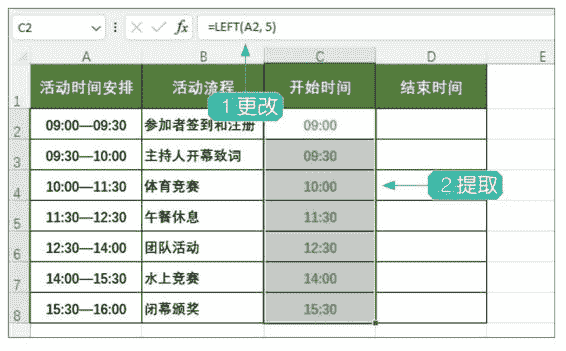 C2 fx =LEFT(A2, 5)
A B C D E
1 活动时间安排 活动流程 开始时间 结束时间
1 更改
2 09:00—09:30 参加者签到和注册 09:00
3 09:30—10:00 主持人开幕致词 09:30
4 10:00—11:30 体育竞赛 10:00
2 提取
5 11:30—12:30 午餐休息 11:30
6 12:30—14:00 团队活动 12:30
7 14:00—15:30 水上竞赛 14:00
8 15:30—16:00 闭幕颁奖 15:30